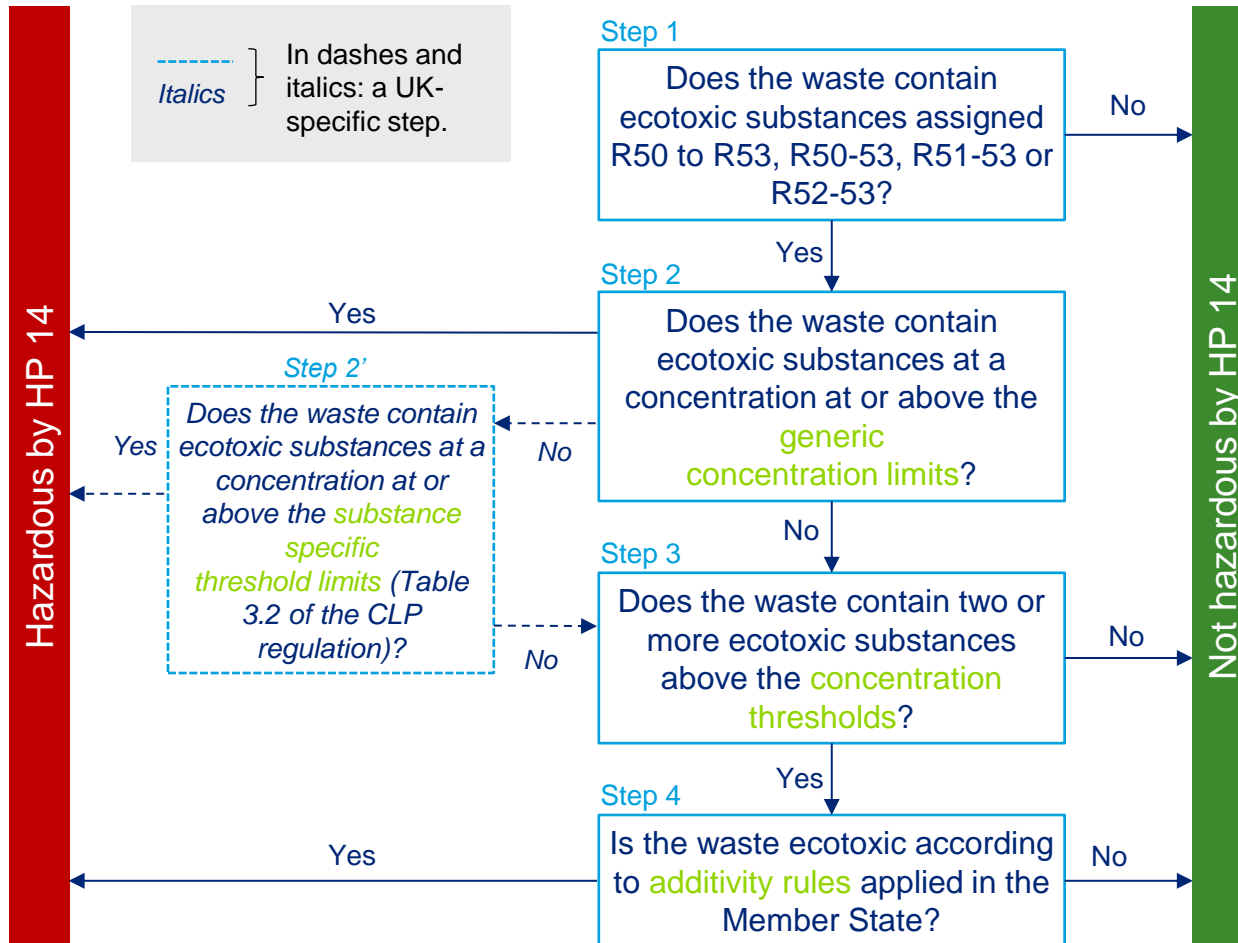 In dashes and
italics: a UK-
specific step.
Italics
Step 1
Does the waste contain
ecotoxic substances assigned
R50 to R53, R50-53, R51-53 or
R52-53?
No
Yes
Step 2
Does the waste contain
ecotoxic substances at a
concentration at or above the
generic
concentration limits?
Yes
No
No
Step 2’
Does the waste contain
ecotoxic substances at a
concentration at or
above the substance
specific
threshold limits (Table
3.2 of the CLP
regulation)?
Yes
No
Step 3
Does the waste contain two or
more ecotoxic substances
above the concentration
thresholds?
No
Yes
Step 4
Is the waste ecotoxic according
to additivity rules applied in the
Member State?
Yes
No
Hazardous by HP 14
Not hazardous by HP 14